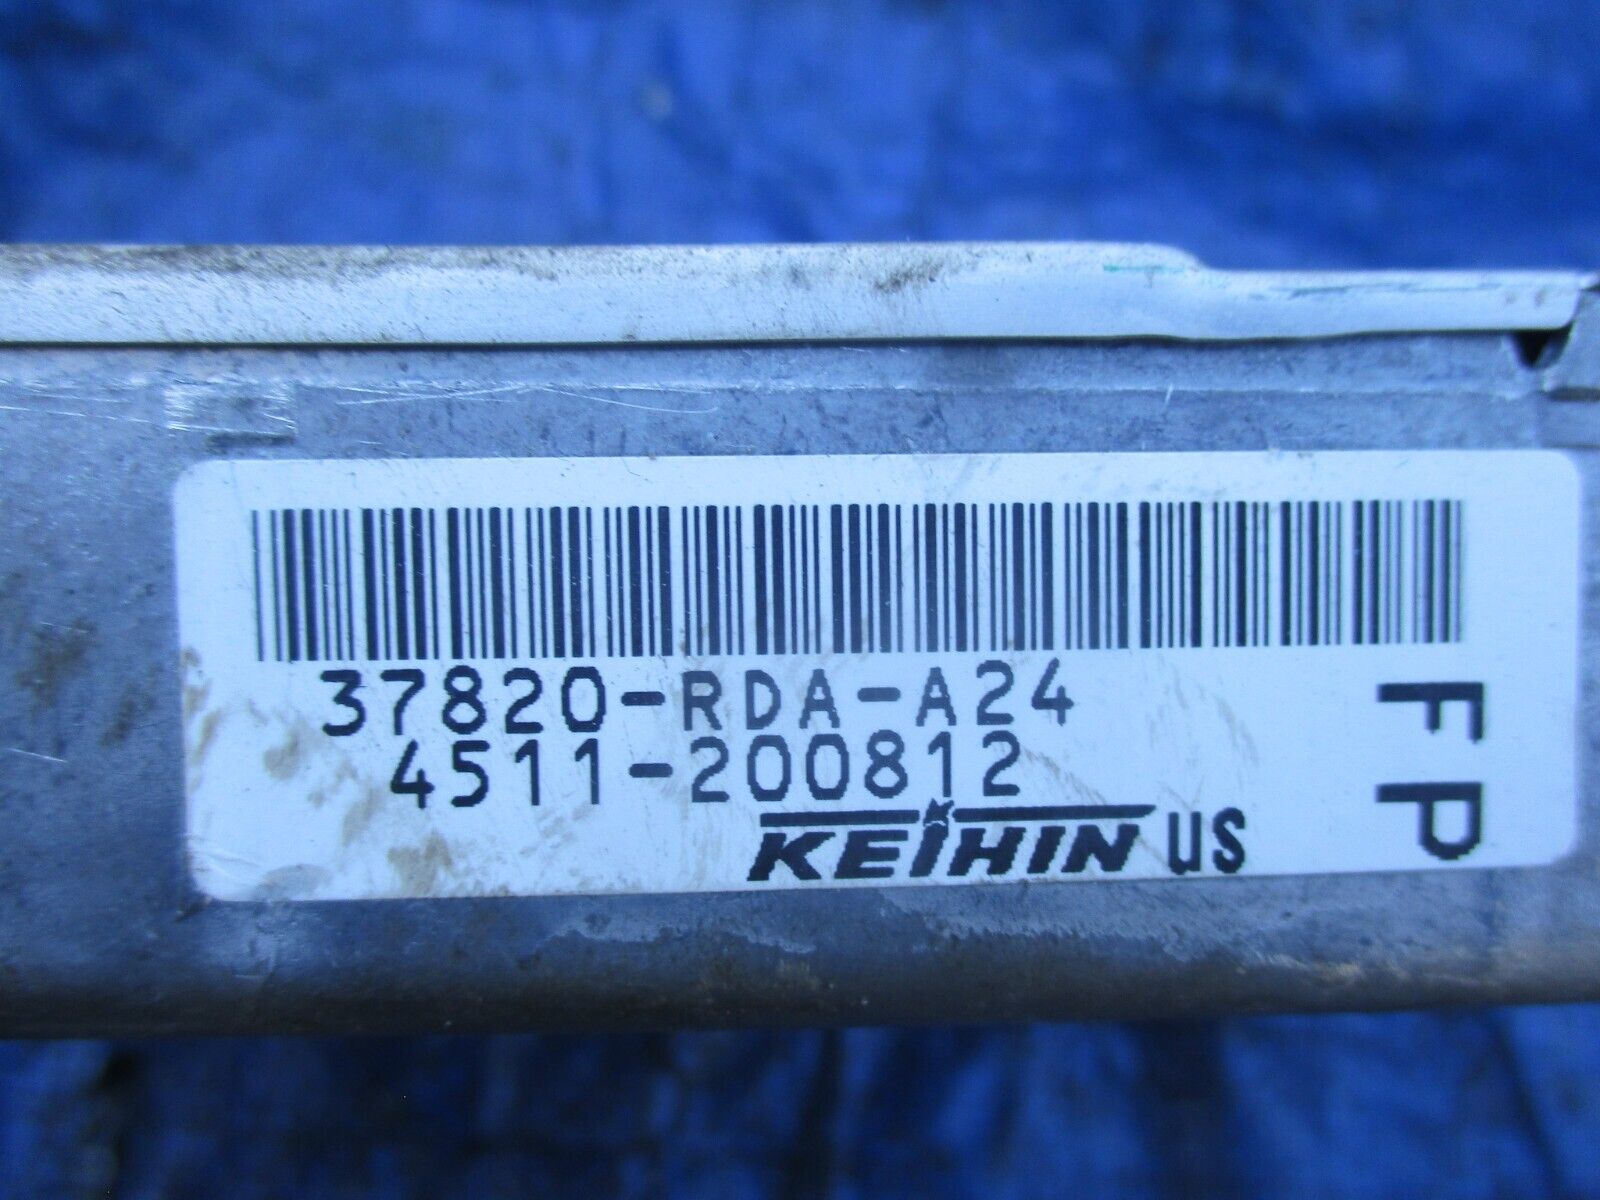 37820-RDA-A24
4511-200812
KEIHIN US
FP